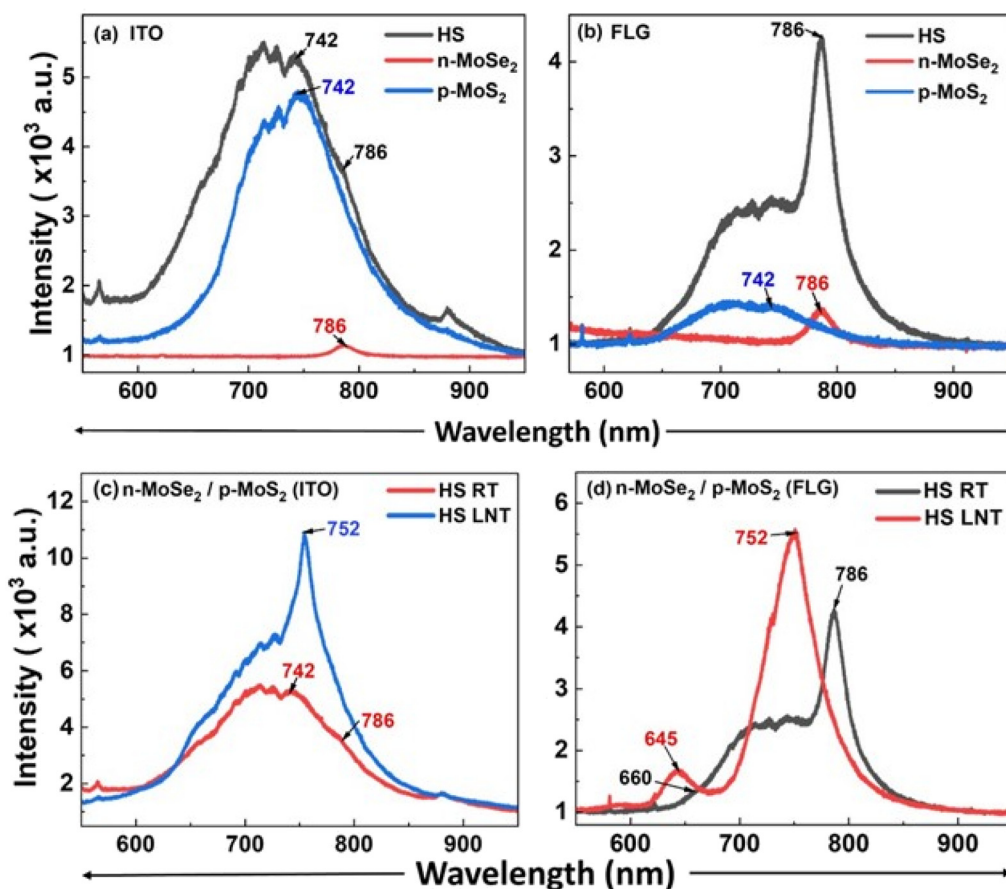 (a) ITO
HS
n-MoSe₂
p-MoS₂
742
742
786
786
5
4
3
2
1
600 700 800 900
(b) FLG
HS
n-MoSe₂
p-MoS₂
786
742
786
4
3
2
1
600 700 800 900
Intensity ( x10³ a.u.)
Wavelength (nm)
(c) n-MoSe₂ / p-MoS₂ (ITO)
HS RT
HS LNT
752
742
786
12
10
8
6
4
2
600 700 800 900
(d) n-MoSe₂ / p-MoS₂ (FLG)
HS RT
HS LNT
752
786
645
660
6
5
4
3
2
1
600 700 800 900
Intensity ( x10³ a.u.)
Wavelength (nm)